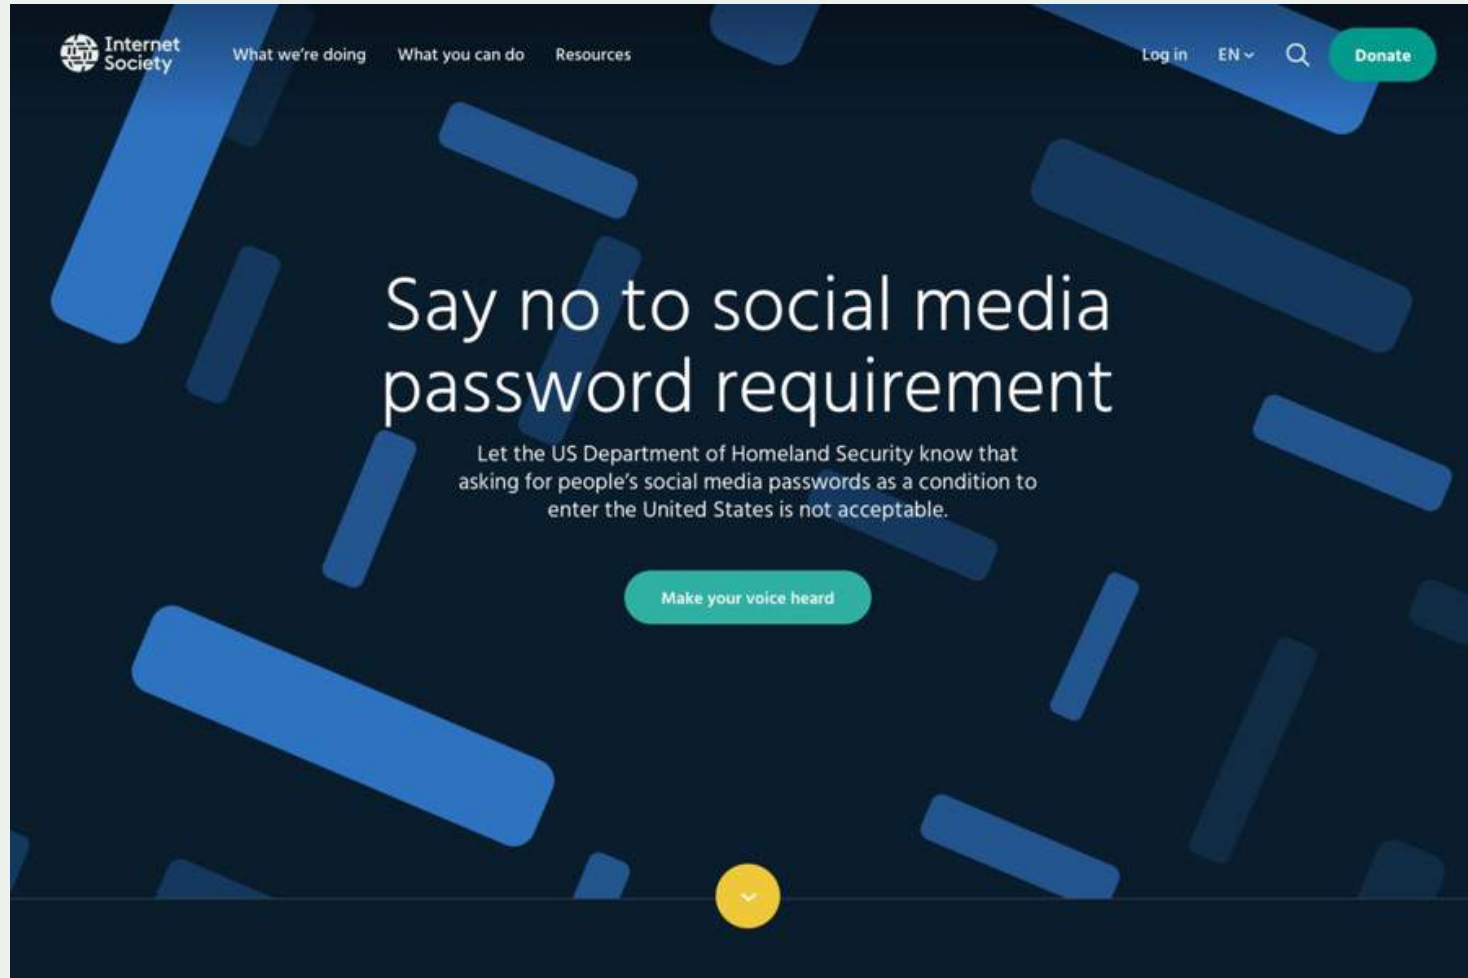 Internet
Society
What we're doing
What you can do
Resources
Log in
EN
Donate
Say no to social media
password requirement
Let the US Department of Homeland Security know that
asking for people's social media passwords as a condition to
enter the United States is not acceptable.
Make your voice heard